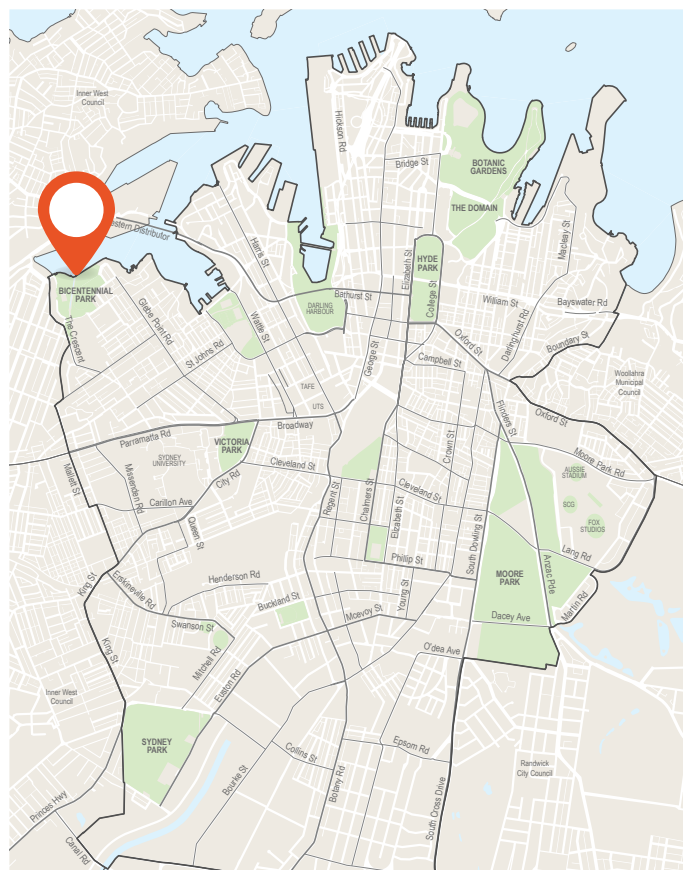 Inner West
Council
Hickson Rd
Bridge St
BOTANIC
GARDENS
THE DOMAIN
Macleay St
estern Distributor
Harris St
Elizabeth St
HYDE
PARK
College St
BICENTENNIAL
PARK
Bathurst St
DARLING
HARBOUR
William St
Bayswater Rd
Darlinghurst Rd
Boundary St
The Crescent
Glebe Point Rd
Wattle St
St Johns Rd
George St
Oxford St
Campbell St
Woollahra
Municipal
Council
TAFE
UTS
Broadway
Flinders St
Oxford St
Parramatta Rd
VICTORIA
PARK
SYDNEY
UNIVERSITY
Crown St
Moore Park Rd
AUSSIE
STADIUM
Mallett St
Missenden Rd
City Rd
Cleveland St
Cleveland St
Regent St
Chalmers St
Elizabeth St
SCG
FOX
STUDIOS
Carillon Ave
Queen St
South Dowling St
Lang Rd
Anzac Pde
Phillip St
MOORE
PARK
King St
Erskineville Rd
Henderson Rd
Buckland St
Young St
Mcevoy St
Martin Rd
Dacey Ave
Swanson St
King St
Mitchell Rd
O'dea Ave
Euston Rd
Inner West
Council
SYDNEY
PARK
Collins St
Epsom Rd
Randwick
City Council
Bourke St
Botany Rd
South Cross Drive
Princes Hwy
Canal Rd